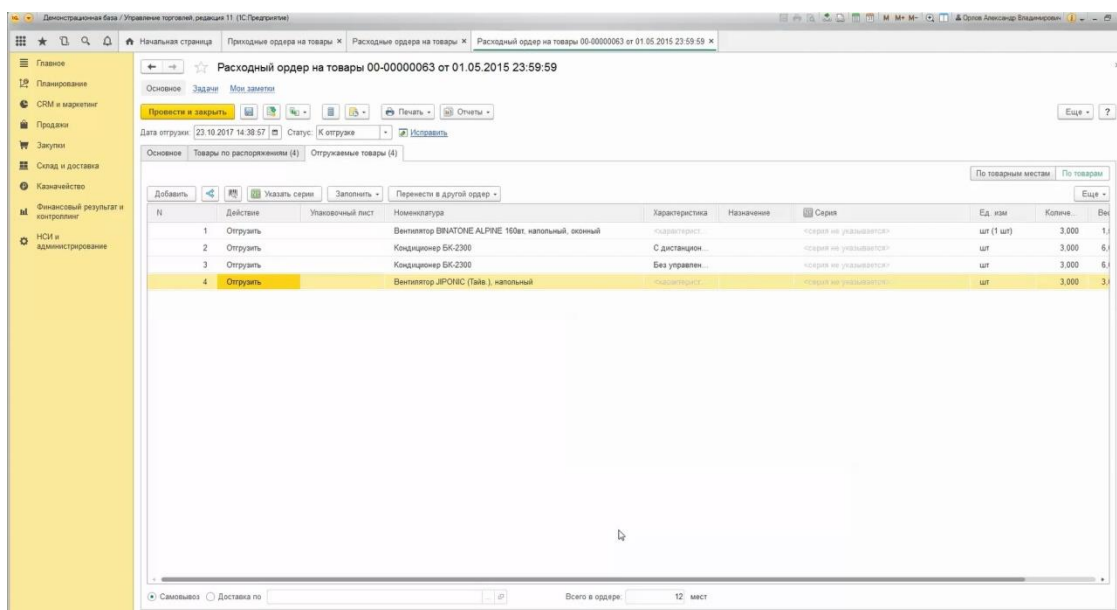 Демонстрационная база / Управление торговлей, редакция 11 (1С:Предприятие)
M M+ M-
Орлов Александр Владимирович
Начальная страница
Приходные ордера на товары ×
Расходные ордера на товары ×
Расходный ордер на товары 00-00000063 от 01.05.2015 23:59:59 ×
Главное
Планирование
CRM и маркетинг
Продажи
Закупки
Склад и доставка
Казначейство
Финансовый результат и
контроллинг
НСИ и
администрирование
Расходный ордер на товары 00-00000063 от 01.05.2015 23:59:59
Основное Задачи Мои заметки
Провести и закрыть Печать Отчеты Еще ?
Дата отгрузки: 23.10.2017 14:38:57 Статус: К отгрузке Исправить
Основное Товары по распоряжениям (4) Отгружаемые товары (4)
По товарным местам По товарам
Добавить Указать серии Заполнить Перенести в другой ордер Еще
N Действие Упаковочный лист Номенклатура Характеристика Назначение Серия Ед. изм Количе... Вес
1 Отгрузить Вентилятор BINATONE ALPINE 160вт, напольный, оконный <характерист... <серия не указывается> шт (1 шт) 3,000
2 Отгрузить Кондиционер БК-2300 С дистанцион... <серия не указывается> шт 3,000
3 Отгрузить Кондиционер БК-2300 Без управлен... <серия не указывается> шт 3,000
4 Отгрузить Вентилятор JIPONIC (Тайв.), напольный <характерист... <серия не указывается> шт 3,000
Самовывоз Доставка по Всего в ордере: 12 мест